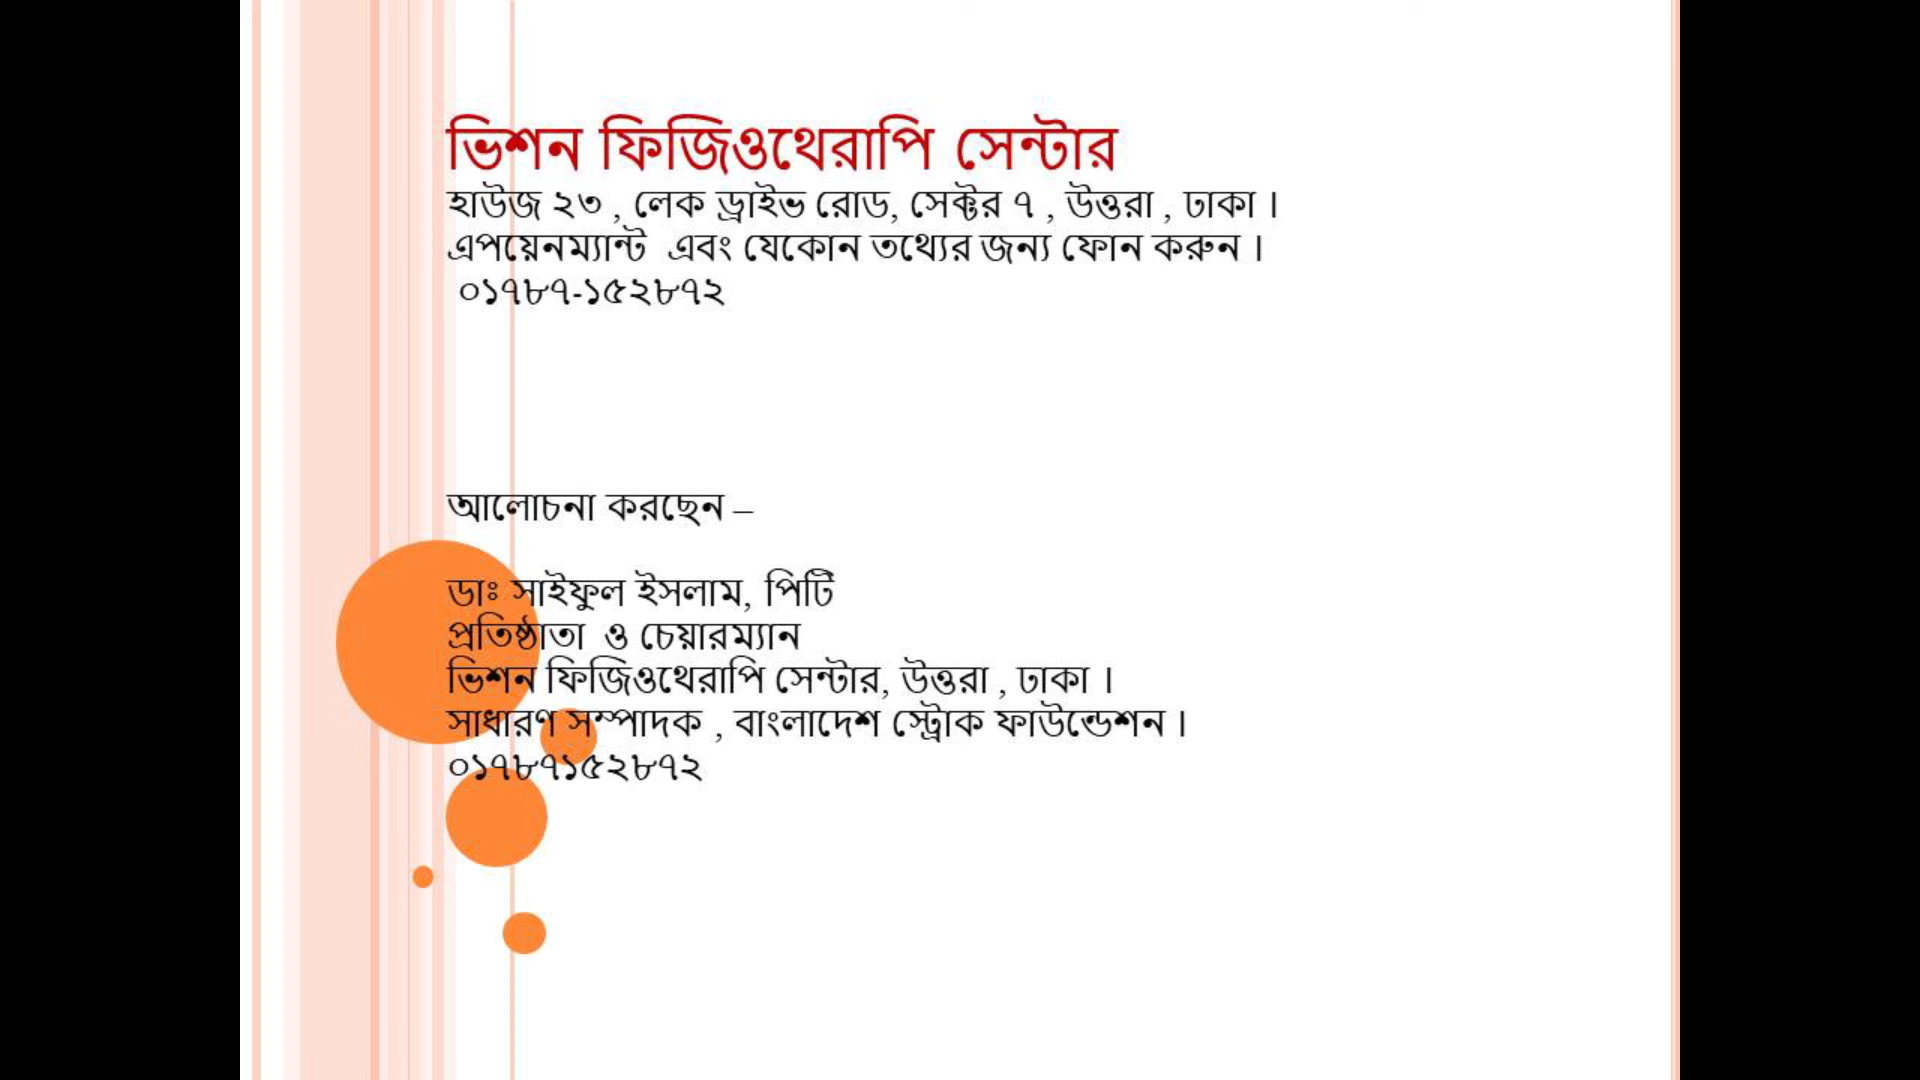 ভিশন ফিজিওথেরাপি সেন্টার
হাউজ ২৩ , লেক ড্রাইভ রোড, সেক্টর ৭ , উত্তরা , ঢাকা ।
এপয়েনম্যান্ট এবং যেকোন তথ্যের জন্য ফোন করুন ।
০১৭৮৭-১৫২৮৭২
আলোচনা করছেন –
ডাঃ সাইফুল ইসলাম, পিটি
প্রতিষ্ঠাতা ও চেয়ারম্যান
ভিশন ফিজিওথেরাপি সেন্টার, উত্তরা , ঢাকা ।
সাধারণ সম্পাদক , বাংলাদেশ স্ট্রোক ফাউন্ডেশন ।
০১৭৮৭১৫২৮৭২